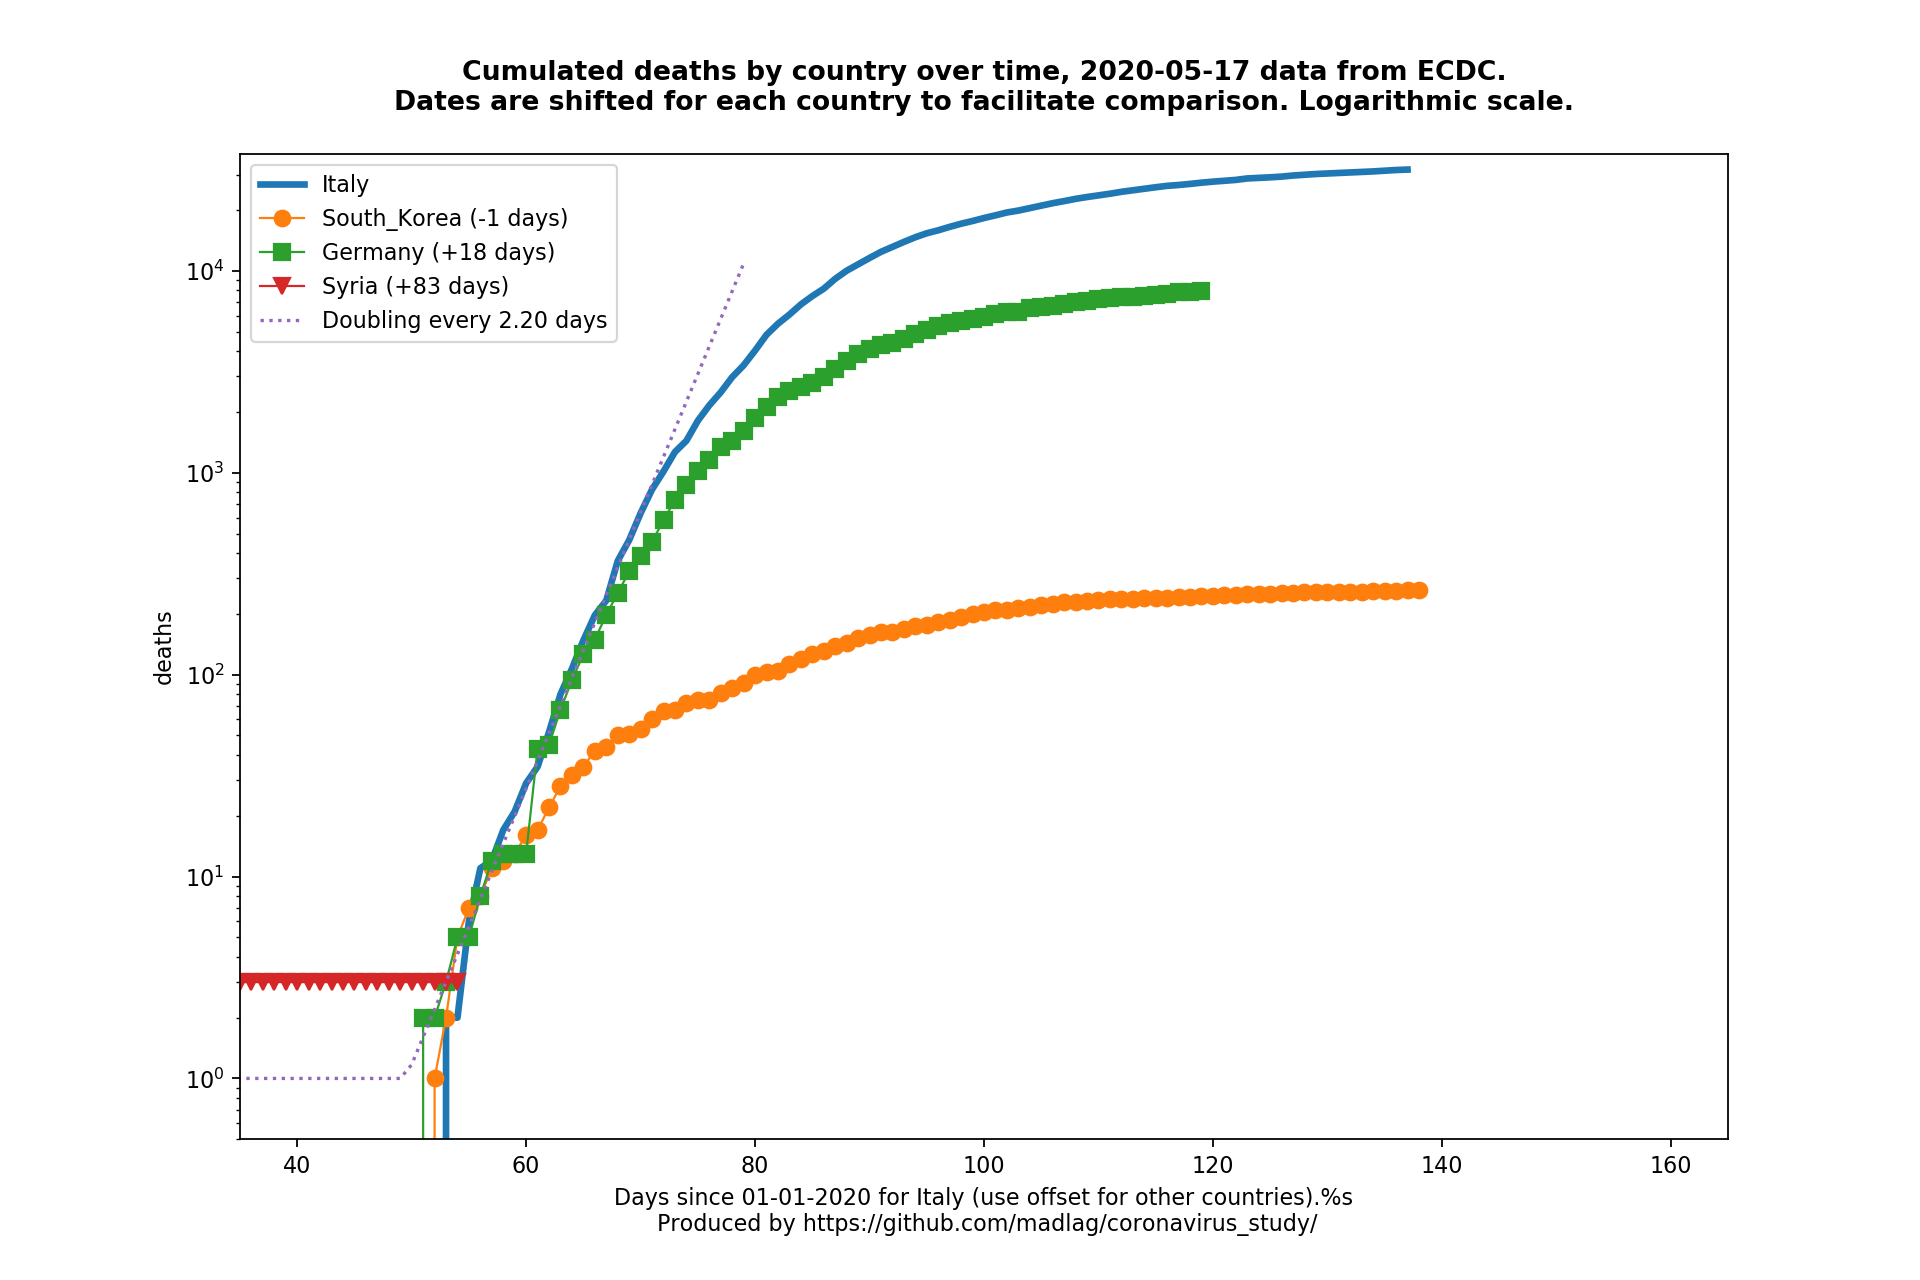 Cumulated deaths by country over time, 2020-05-17 data from ECDC.
Dates are shifted for each country to facilitate comparison. Logarithmic scale.
Italy
South_Korea (-1 days)
Germany (+18 days)
Syria (+83 days)
Doubling every 2.20 days
10⁴
10³
10²
10¹
10⁰
deaths
40 60 80 100 120 140 160
Days since 01-01-2020 for Italy (use offset for other countries).%s
Produced by https://github.com/madlag/coronavirus_study/